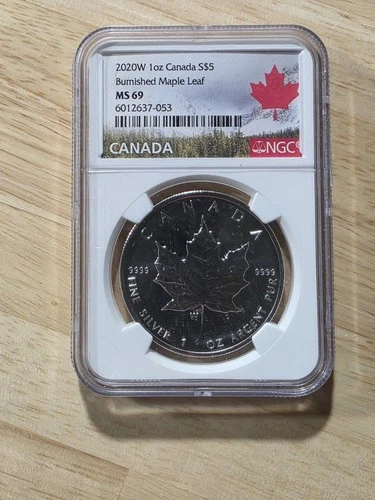 2020W 1oz Canada S$5
Burnished Maple Leaf
MS 69
6012637-053
CANADA
NGC
CANADA
9999 9999
FINE SILVER 1 OZ ARGENT PUR